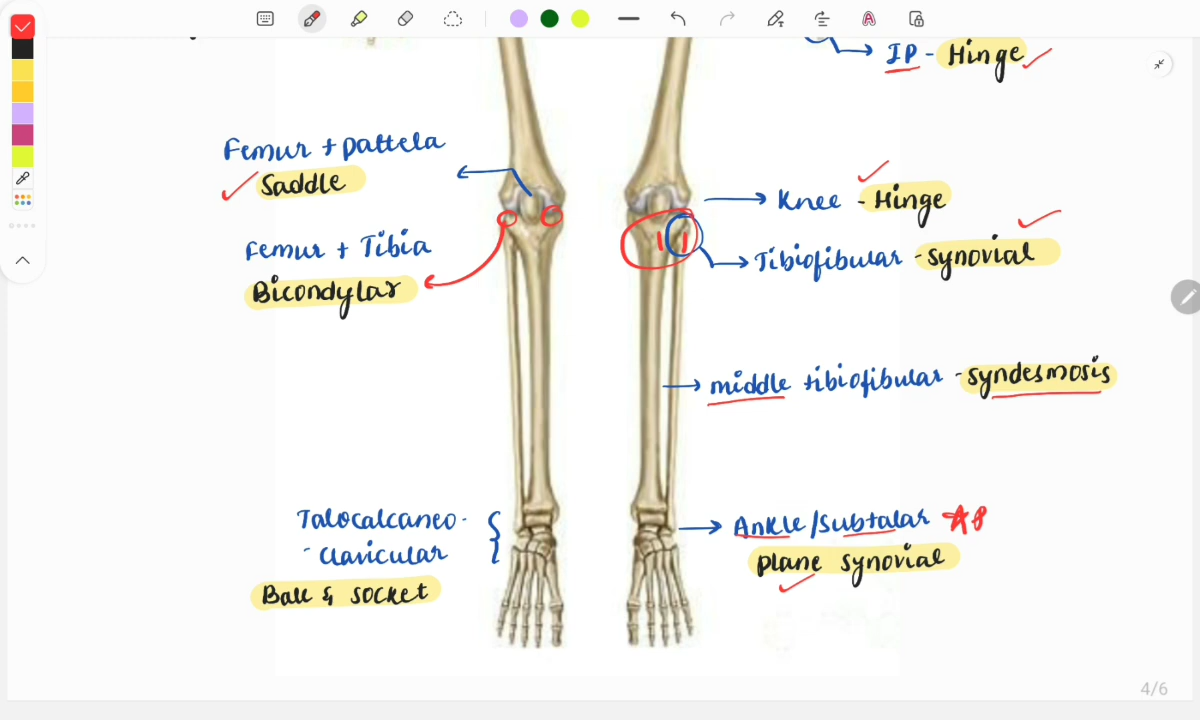 IP - Hinge
Femur + pattela
Saddle
Knee - Hinge
Femur + Tibia
Bicondylar
Tibiofibular - synovial
middle tibiofibular - syndesmosis
Talocalcaneo-
-clavicular
Ball & socket
Ankle/subtalar
plane synovial
4/6